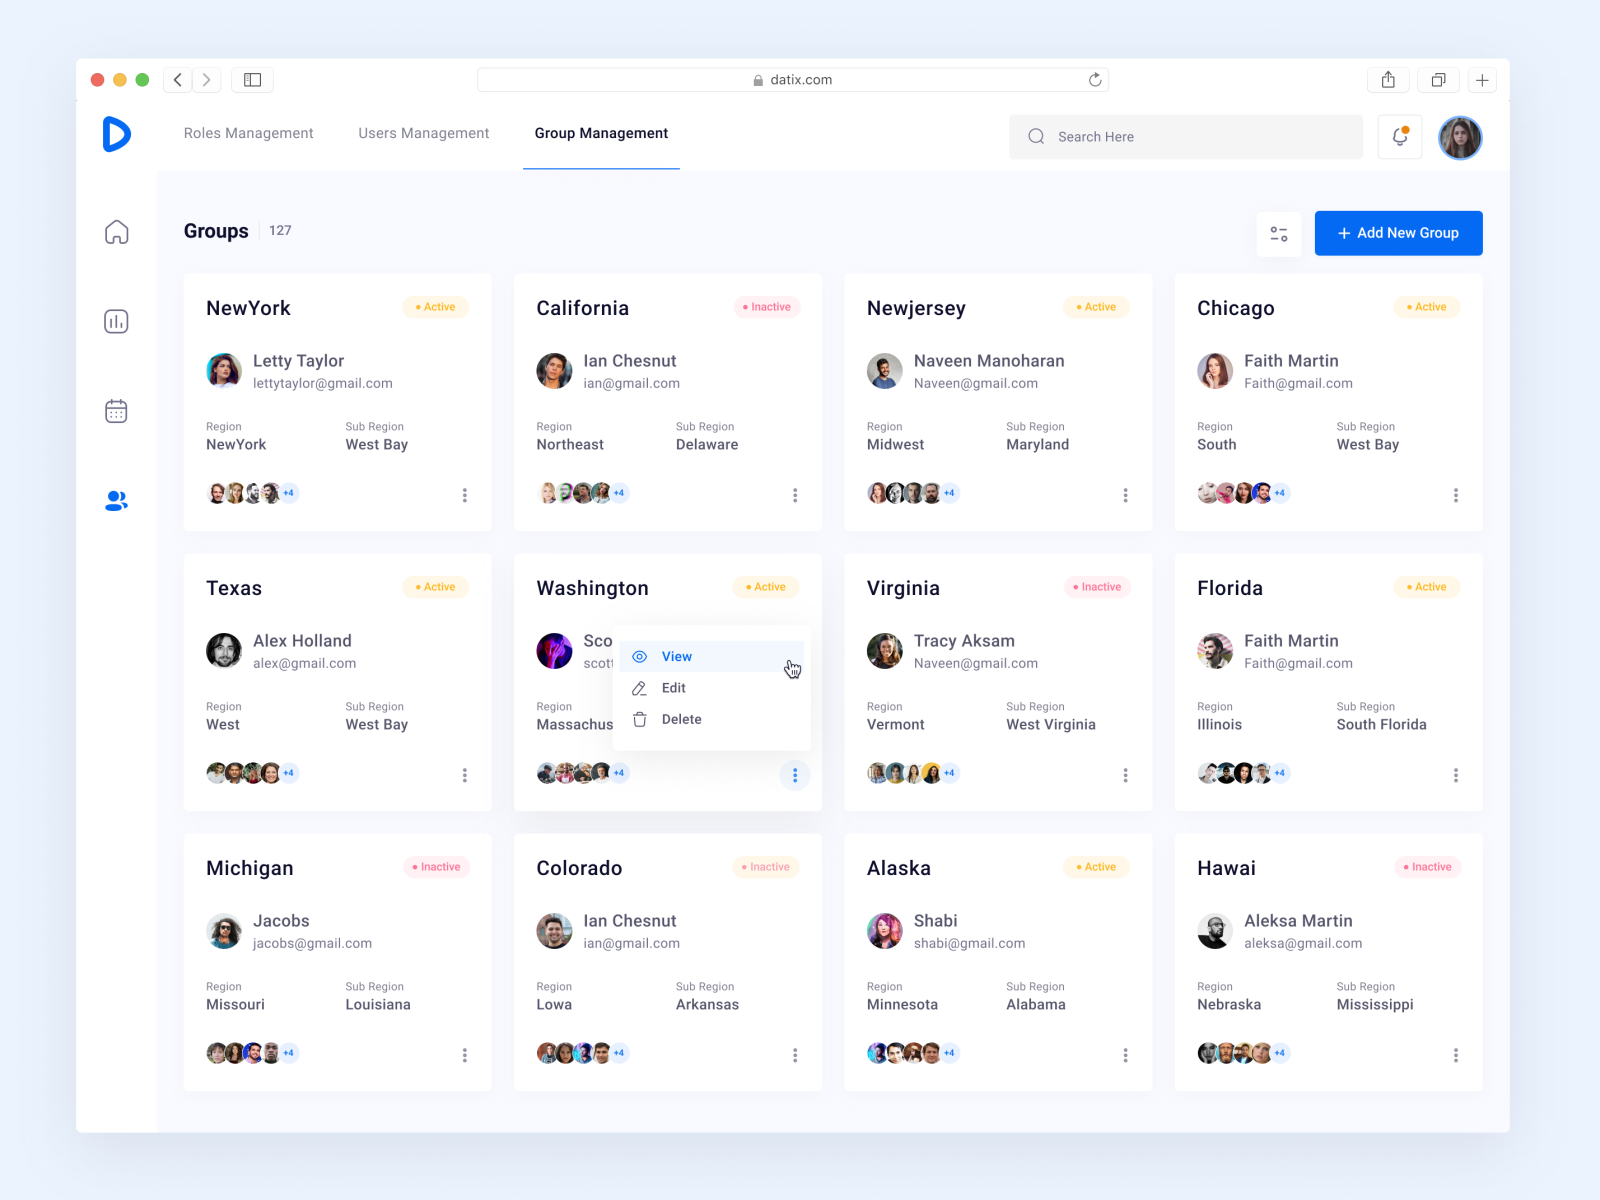 datix.com
Roles Management Users Management Group Management
Search Here
Groups 127
+ Add New Group
NewYork Active
Letty Taylor
lettytaylor@gmail.com
Region Sub Region
NewYork West Bay
+4
California Inactive
Ian Chesnut
ian@gmail.com
Region Sub Region
Northeast Delaware
+4
Newjersey Active
Naveen Manoharan
Naveen@gmail.com
Region Sub Region
Midwest Maryland
+4
Chicago Active
Faith Martin
Faith@gmail.com
Region Sub Region
South West Bay
+4
Texas Active
Alex Holland
alex@gmail.com
Region Sub Region
West West Bay
+4
Washington Active
Sco
scott
Region
Massachus
View
Edit
Delete
+4
Virginia Inactive
Tracy Aksam
Naveen@gmail.com
Region Sub Region
Vermont West Virginia
+4
Florida Active
Faith Martin
Faith@gmail.com
Region Sub Region
Illinois South Florida
+4
Michigan Inactive
Jacobs
jacobs@gmail.com
Region Sub Region
Missouri Louisiana
+4
Colorado Inactive
Ian Chesnut
ian@gmail.com
Region Sub Region
Lowa Arkansas
+4
Alaska Active
Shabi
shabi@gmail.com
Region Sub Region
Minnesota Alabama
+4
Hawai Inactive
Aleksa Martin
aleksa@gmail.com
Region Sub Region
Nebraska Mississippi
+4